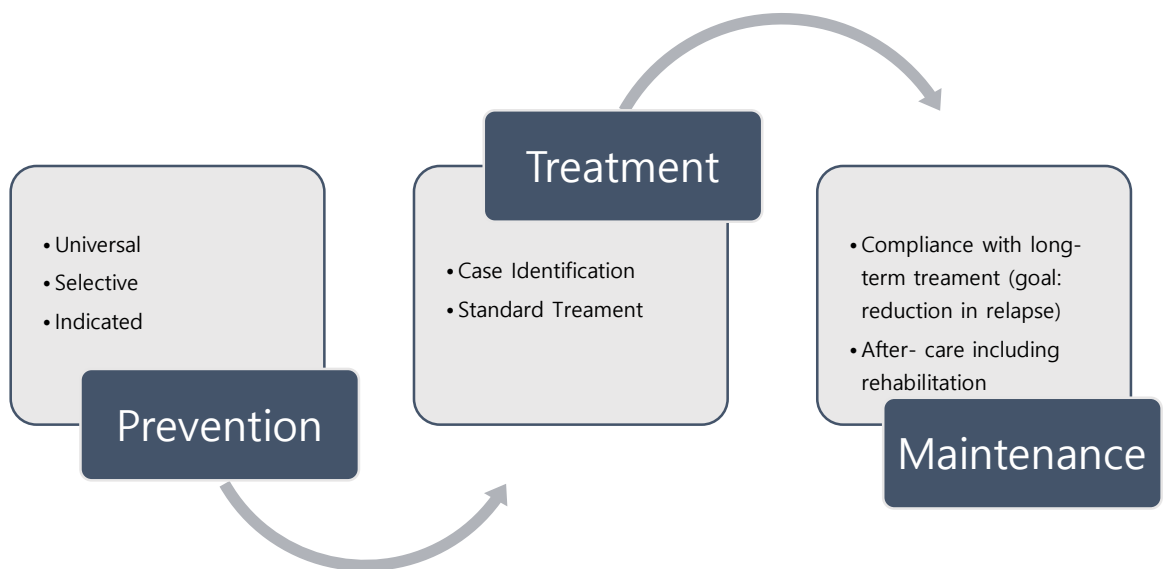 • Universal
• Selective
• Indicated
Prevention
Treatment
• Case Identification
• Standard Treament
• Compliance with long-
term treament (goal:
reduction in relapse)
• After- care including
rehabilitation
Maintenance